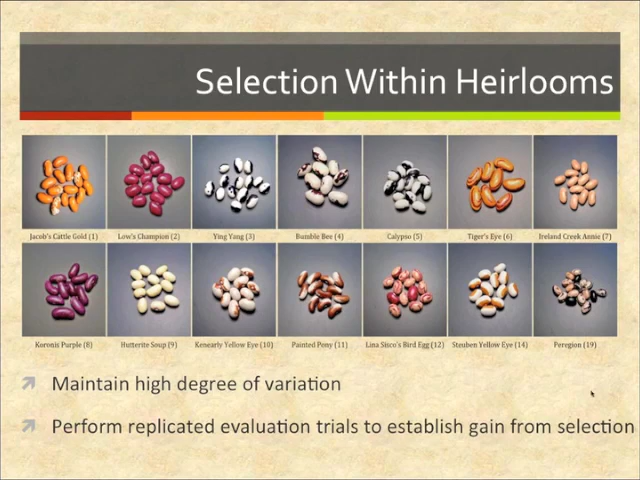 Selection Within Heirlooms
Jacob's Cattle Gold (1) Low's Champion (2) Ying Yang (3) Bumble Bee (4) Calypso (5) Tiger's Eye (6) Ireland Creek Annie (7)
Koronis Purple (8) Hutterite Soup (9) Kenearly Yellow Eye (10) Painted Pony (11) Lina Sisco's Bird Egg (12) Steuben Yellow Eye (14) Peregion (19)
Maintain high degree of variation
Perform replicated evaluation trials to establish gain from selection